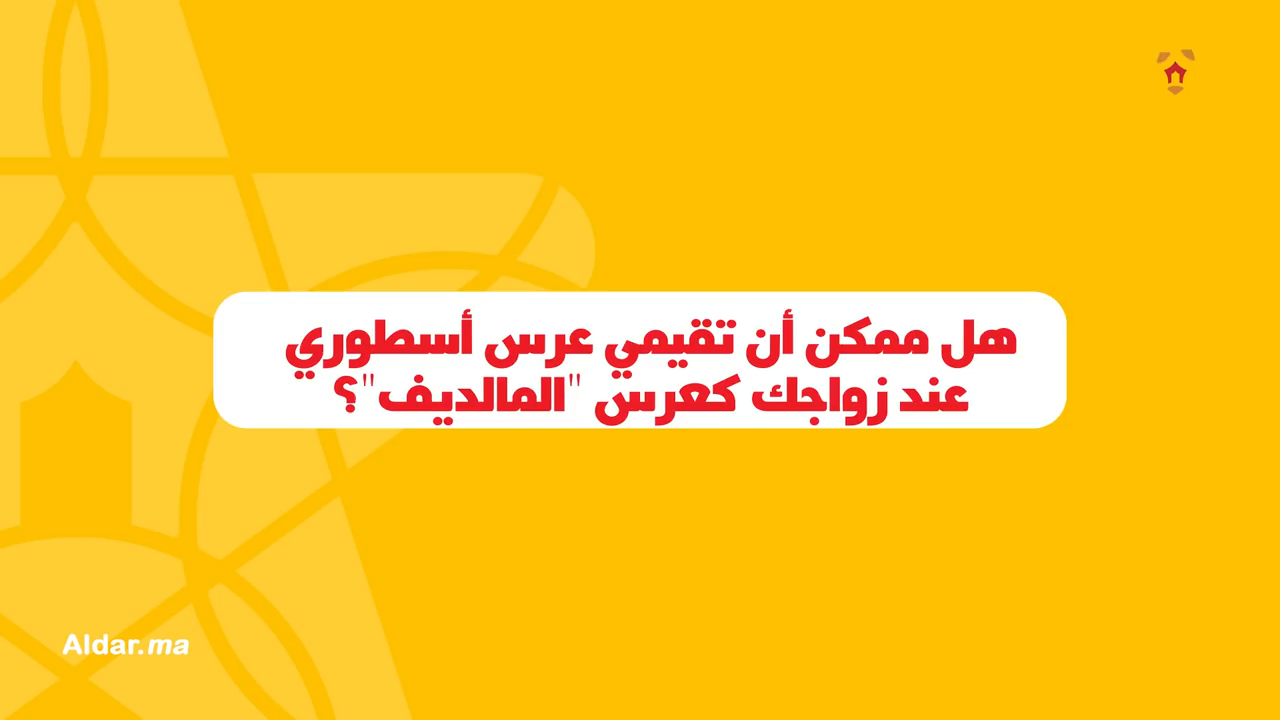 هل ممكن أن تقيمي عرس أسطوري
عند زواجك كعرس "المالديف"؟
Aldar.ma